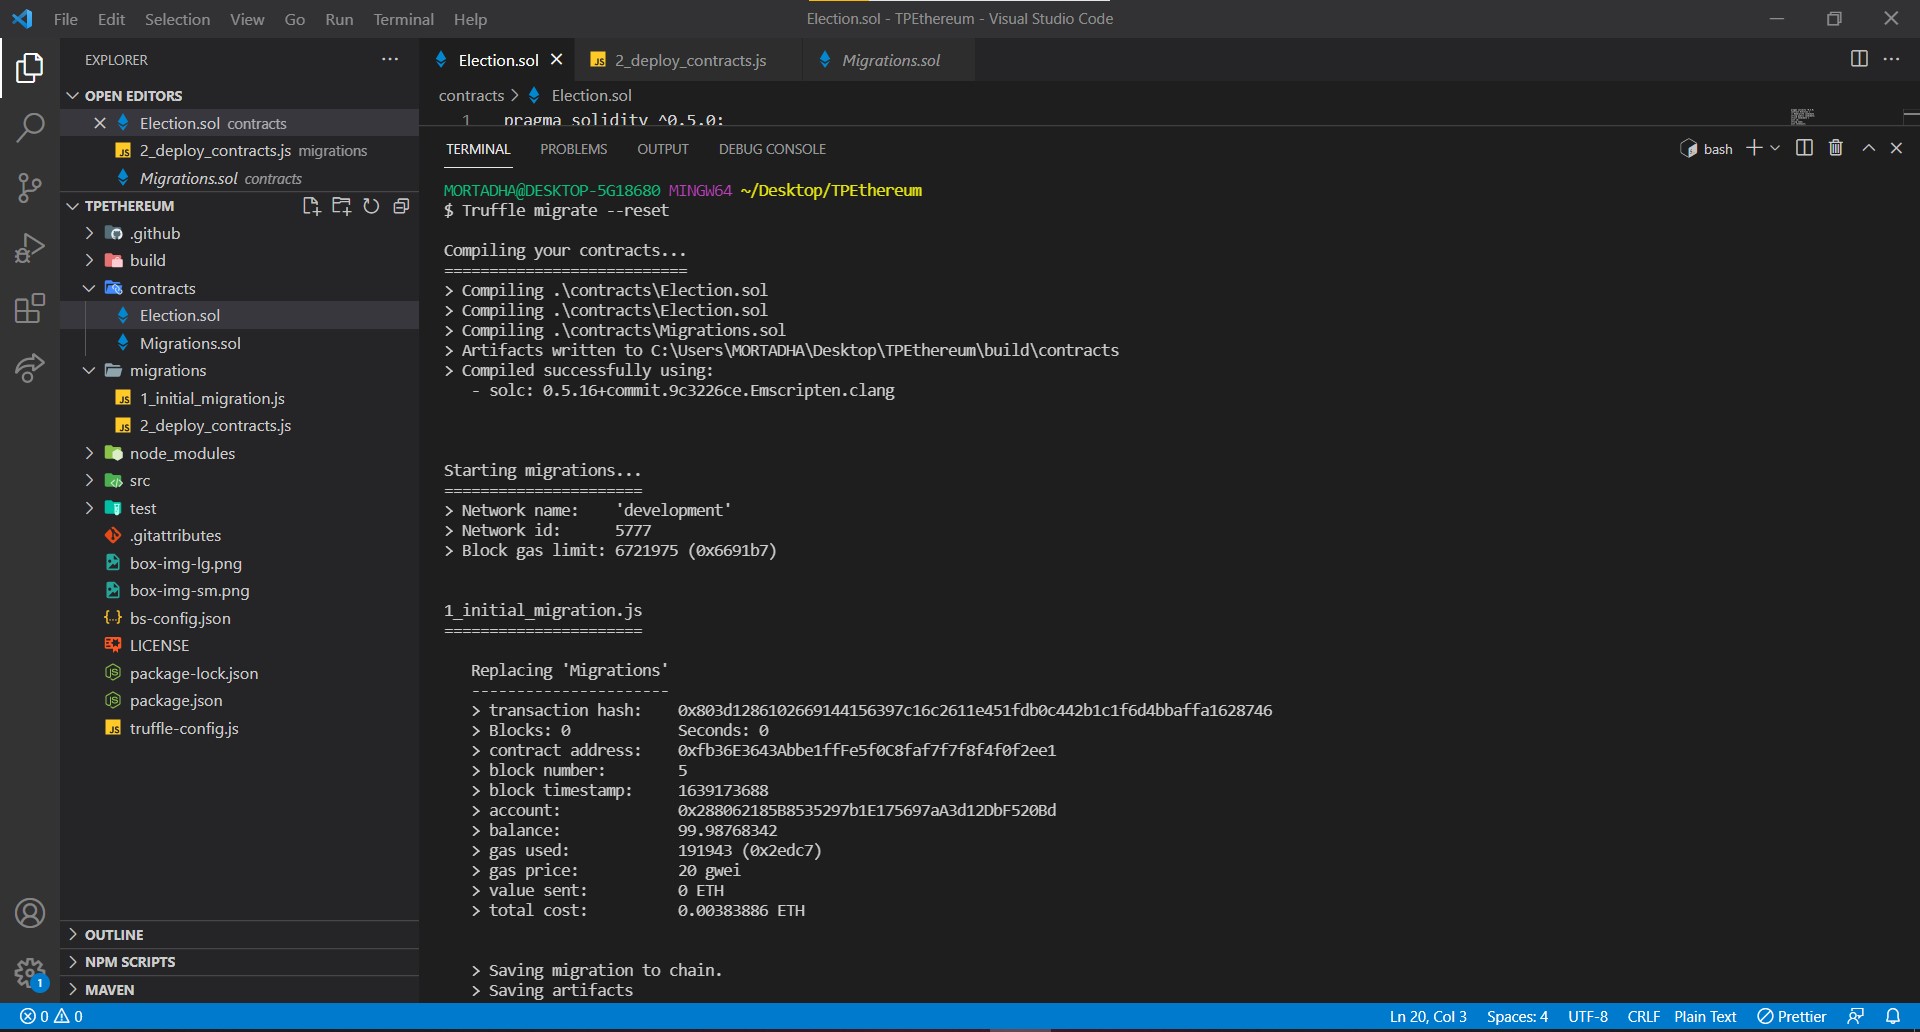 File Edit Selection View Go Run Terminal Help
Election.sol - TPEthereum - Visual Studio Code
EXPLORER
OPEN EDITORS
Election.sol contracts
2_deploy_contracts.js migrations
Migrations.sol contracts
TPETHEREUM
.github
build
contracts
Election.sol
Migrations.sol
migrations
1_initial_migration.js
2_deploy_contracts.js
node_modules
src
test
.gitattributes
box-img-lg.png
box-img-sm.png
bs-config.json
LICENSE
package-lock.json
package.json
truffle-config.js
OUTLINE
NPM SCRIPTS
MAVEN
1
Election.sol
JS 2_deploy_contracts.js
Migrations.sol
contracts > Election.sol
1 pragma solidity ^0.5.0;
TERMINAL PROBLEMS OUTPUT DEBUG CONSOLE
bash
MORTADHA@DESKTOP-5G18680 MINGW64 ~/Desktop/TPEthereum
$ Truffle migrate --reset
Compiling your contracts...
===========================
> Compiling .\contracts\Election.sol
> Compiling .\contracts\Election.sol
> Compiling .\contracts\Migrations.sol
> Artifacts written to C:\Users\MORTADHA\Desktop\TPEthereum\build\contracts
> Compiled successfully using:
- solc: 0.5.16+commit.9c3226ce.Emscripten.clang
Starting migrations...
======================
> Network name: 'development'
> Network id: 5777
> Block gas limit: 6721975 (0x6691b7)
1_initial_migration.js
======================
Replacing 'Migrations'
----------------------
> transaction hash: 0x803d1286102669144156397c16c2611e451fdb0c442b1c1f6d4bbaffa1628746
> Blocks: 0 Seconds: 0
> contract address: 0xfb36E3643Abbe1ffFe5f0C8faf7f7f8f4f0f2ee1
> block number: 5
> block timestamp: 1639173688
> account: 0x288062185B8535297b1E175697aA3d12DbF520Bd
> balance: 99.98768342
> gas used: 191943 (0x2edc7)
> gas price: 20 gwei
> value sent: 0 ETH
> total cost: 0.00383886 ETH
> Saving migration to chain.
> Saving artifacts
0 0
Ln 20, Col 3 Spaces: 4 UTF-8 CRLF Plain Text Prettier